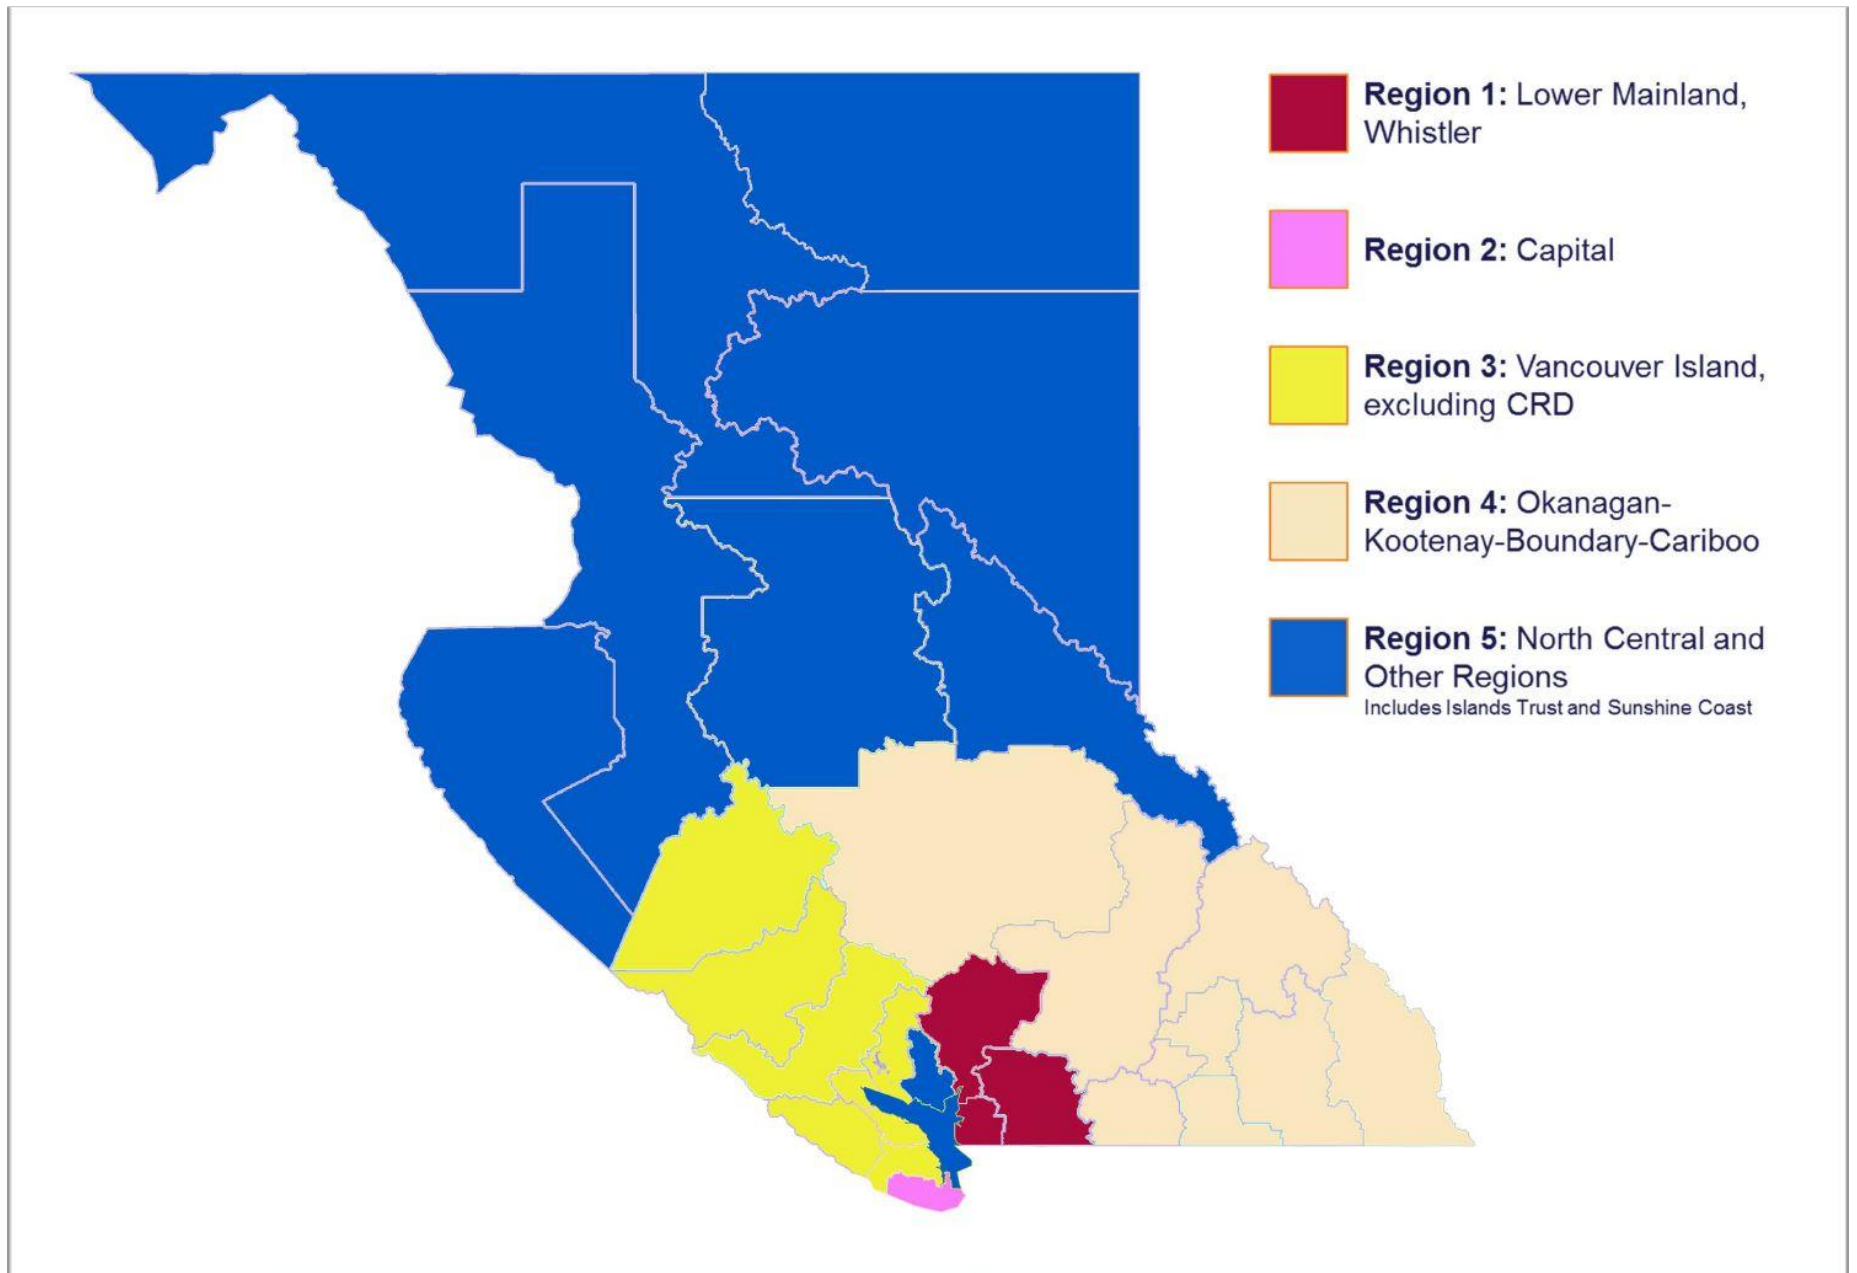 Region 1: Lower Mainland,
Whistler
Region 2: Capital
Region 3: Vancouver Island,
excluding CRD
Region 4: Okanagan-
Kootenay-Boundary-Cariboo
Region 5: North Central and
Other Regions
Includes Islands Trust and Sunshine Coast